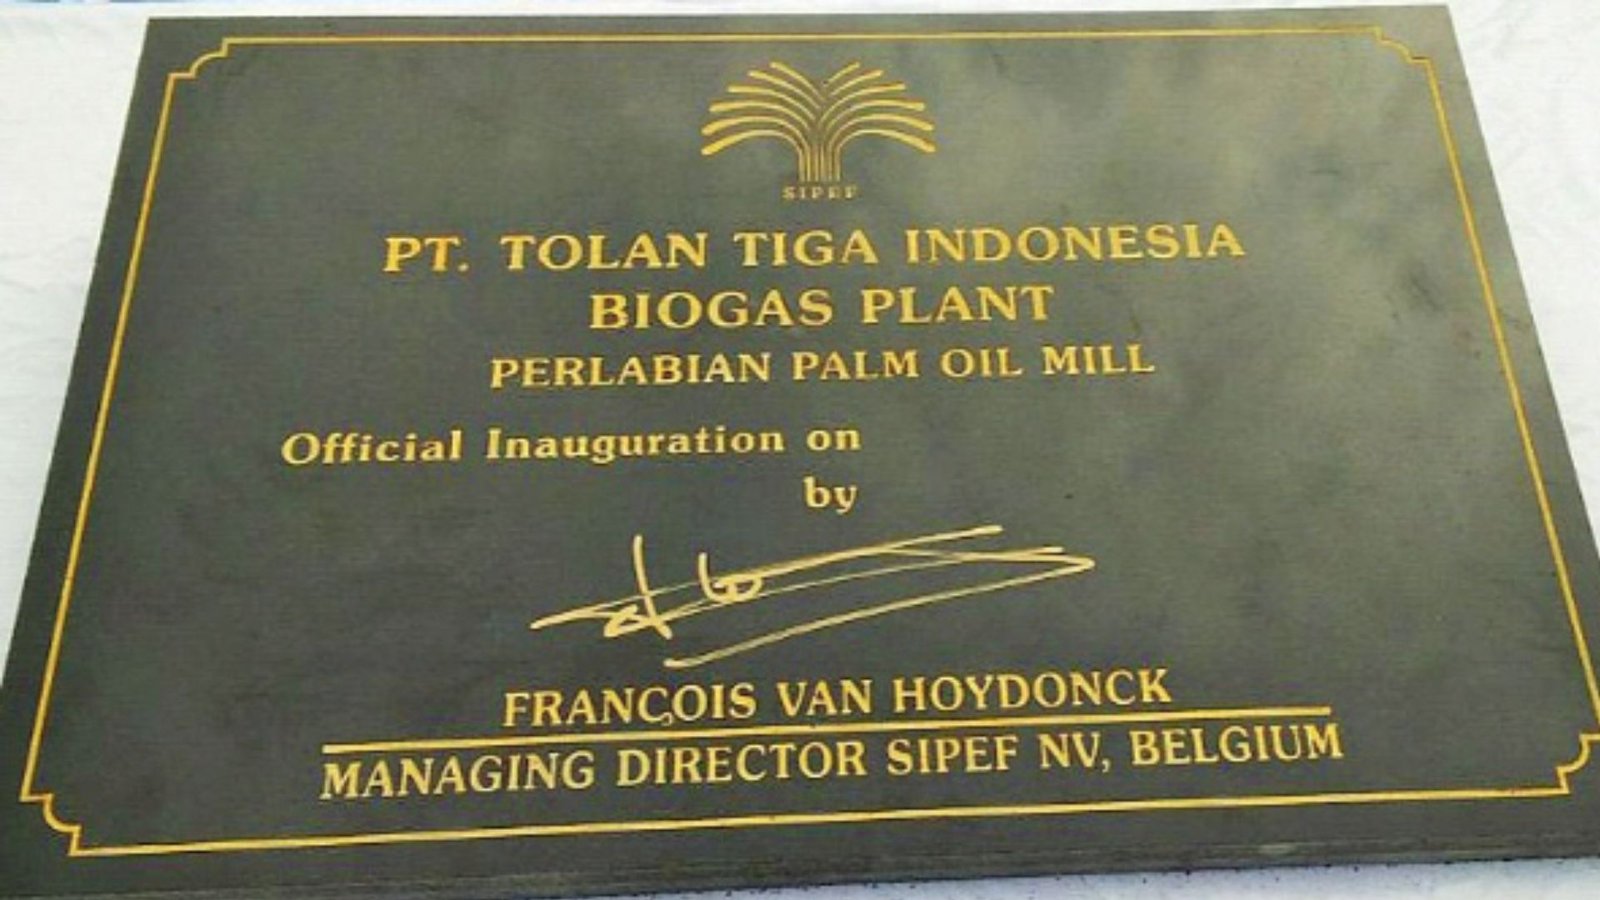 SIPEF
PT. TOLAN TIGA INDONESIA
BIOGAS PLANT
PERLABIAN PALM OIL MILL
Official Inauguration on
by
FRANÇOIS VAN HOYDONCK
MANAGING DIRECTOR SIPEF NV, BELGIUM